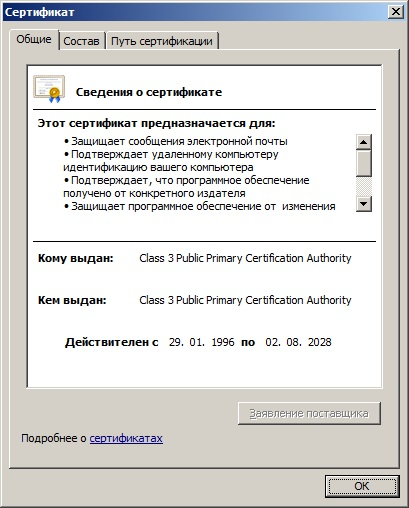 Сертификат
Общие Состав Путь сертификации
Сведения о сертификате
Этот сертификат предназначается для:
• Защищает сообщения электронной почты
• Подтверждает удаленному компьютеру
идентификацию вашего компьютера
• Подтверждает, что программное обеспечение
получено от конкретного издателя
• Защищает программное обеспечение от изменения
Кому выдан: Class 3 Public Primary Certification Authority
Кем выдан: Class 3 Public Primary Certification Authority
Действителен с 29. 01. 1996 по 02. 08. 2028
Заявление поставщика
Подробнее о сертификатах
OK